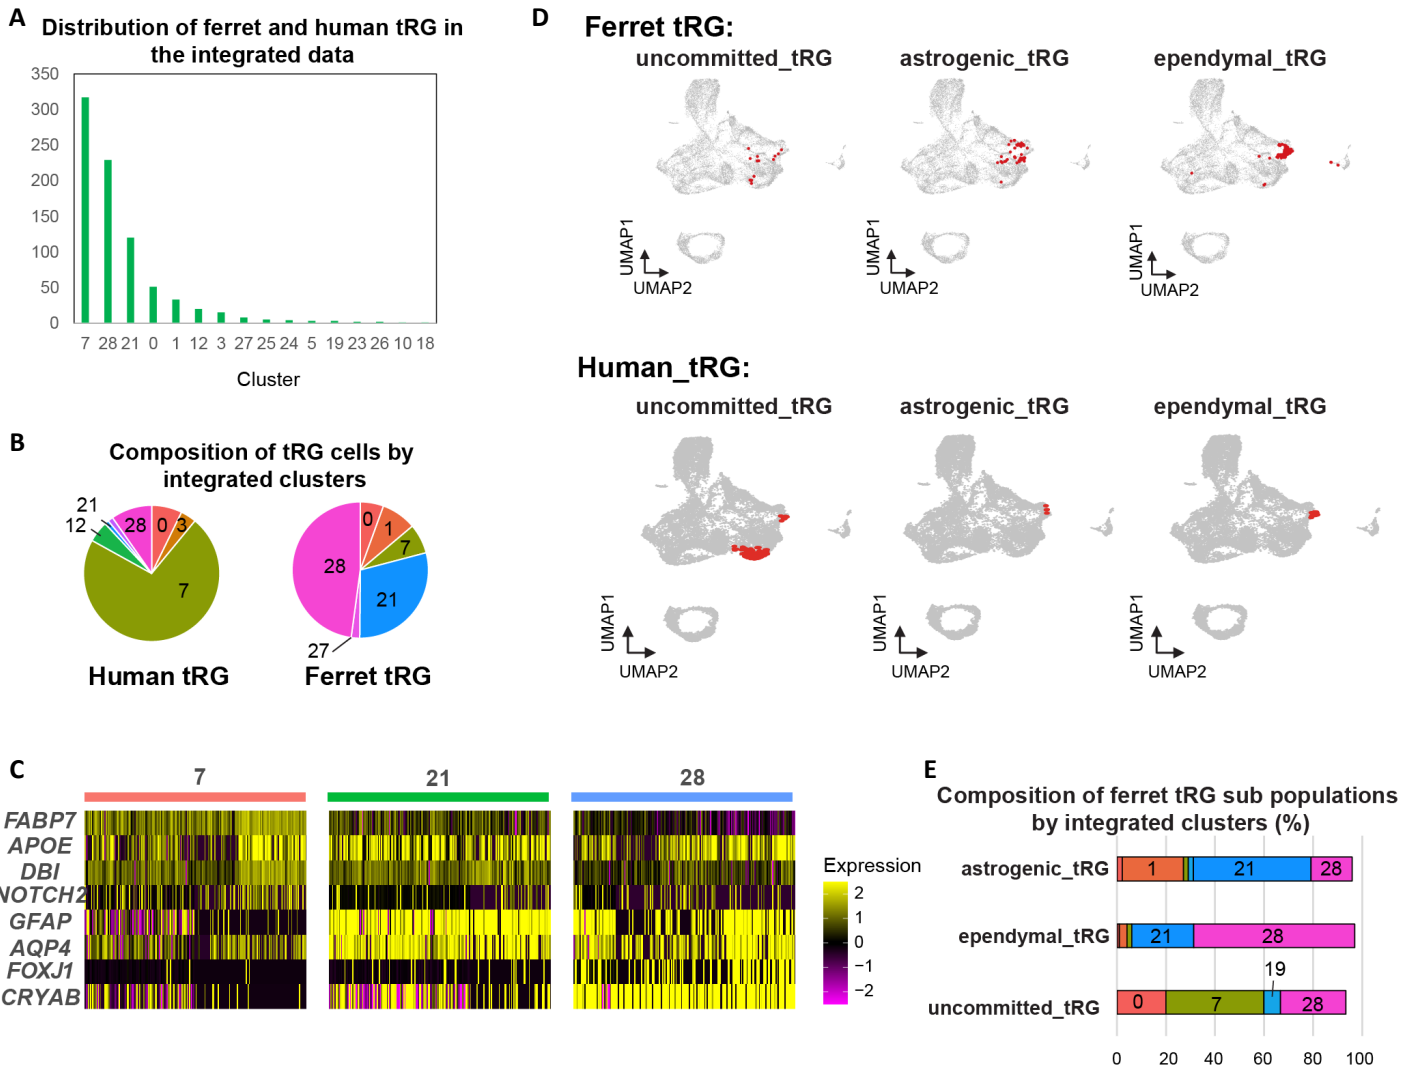 A
Distribution of ferret and human tRG in
the integrated data
350
300
250
200
150
100
50
0
7 28 21 0 1 12 3 27 25 24 5 19 23 26 10 18
Cluster
B
Composition of tRG cells by
integrated clusters
21
12
28
0
3
7
Human tRG
0
1
7
28
21
27
Ferret tRG
C
7 21 28
FABP7
APOE
DBI
NOTCH2
GFAP
AQP4
FOXJ1
CRYAB
Expression
2
1
0
−1
−2
D
Ferret tRG:
uncommitted_tRG astrogenic_tRG ependymal_tRG
UMAP1 UMAP1 UMAP1
UMAP2 UMAP2 UMAP2
Human_tRG:
uncommitted_tRG astrogenic_tRG ependymal_tRG
UMAP1 UMAP1 UMAP1
UMAP2 UMAP2 UMAP2
E
Composition of ferret tRG sub populations
by integrated clusters (%)
astrogenic_tRG 1 21 28
ependymal_tRG 21 28
19
uncommitted_tRG 0 7 28
0 20 40 60 80 100